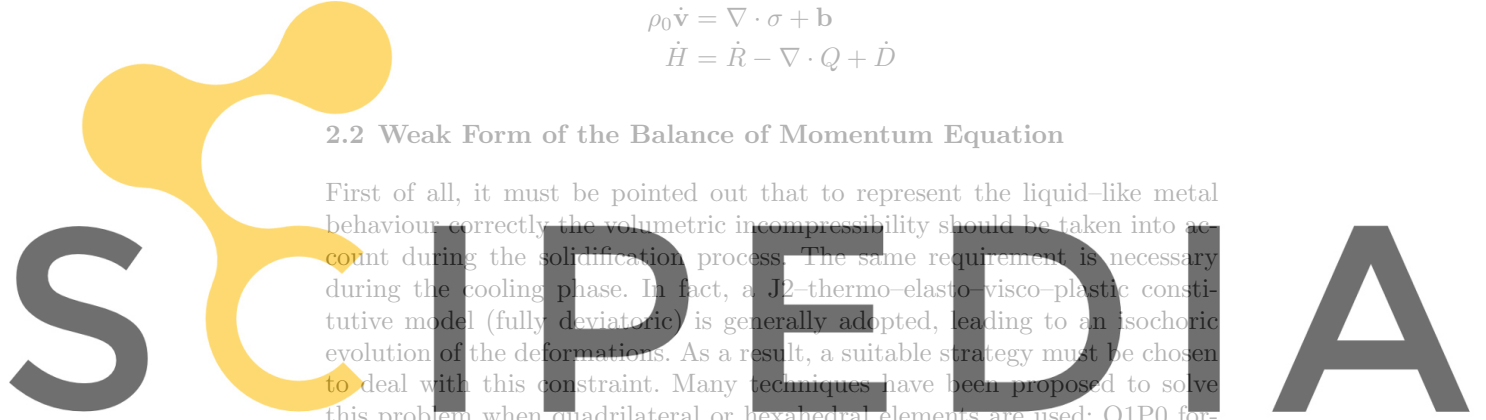 ρ₀v̇ = ∇ · σ + b
Ḣ = Ṙ − ∇ · Q + Ḋ
2.2 Weak Form of the Balance of Momentum Equation
First of all, it must be pointed out that to represent the liquid–like metal
behaviour correctly the volumetric incompressibility should be taken into ac-
count during the solidification process. The same requirement is necessary
during the cooling phase. In fact, a J2–thermo–elasto–visco–plastic consti-
tutive model (fully deviatoric) is generally adopted, leading to an isochoric
evolution of the deformations. As a result, a suitable strategy must be chosen
to deal with this constraint. Many techniques have been proposed to solve
this problem when quadrilateral or hexahedral elements are used: Q1P0 for-
SCIPEDIA